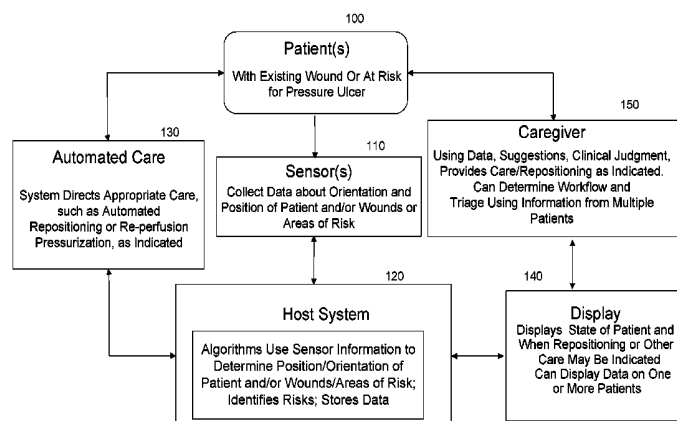 100
Patient(s)
With Existing Wound Or At Risk
for Pressure Ulcer
130
Automated Care
System Directs Appropriate Care,
such as Automated
Repositioning or Re-perfusion
Pressurization, as Indicated
110
Sensor(s)
Collect Data about Orientation and
Position of Patient and/or Wounds or
Areas of Risk
150
Caregiver
Using Data, Suggestions, Clinical Judgment,
Provides Care/Repositioning as Indicated.
Can Determine Workflow and
Triage Using Information from Multiple
Patients
120
Host System
Algorithms Use Sensor Information to
Determine Position/Orientation of
Patient and/or Wounds/Areas of Risk;
Identifies Risks; Stores Data
140
Display
Displays State of Patient and
When Repositioning or Other
Care May Be Indicated
Can Display Data on One
or More Patients